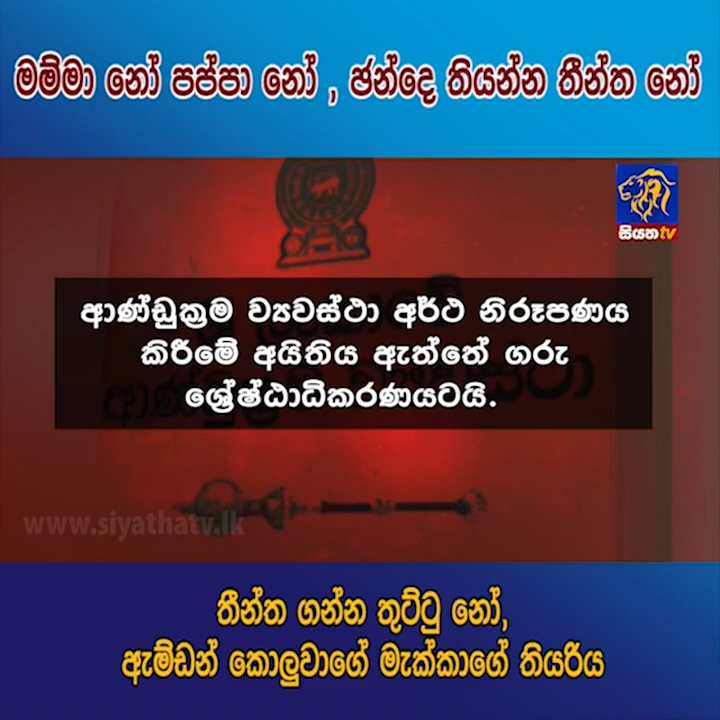 මම්මා නෝ පප්පා නෝ , ඡන්දෙ තියන්න තීන්ත නෝ
සියත tv
ආණ්ඩුක්‍රම ව්‍යවස්ථා අර්ථ නිරූපණය
කිරීමේ අයිතිය ඇත්තේ ගරු
ශ්‍රේෂ්ඨාධිකරණයටයි.
www.siyathatv.lk
තීන්ත ගන්න තුට්ටු නෝ,
ඇම්ඩන් කොලුවාගේ මැක්කාගේ තියරිය